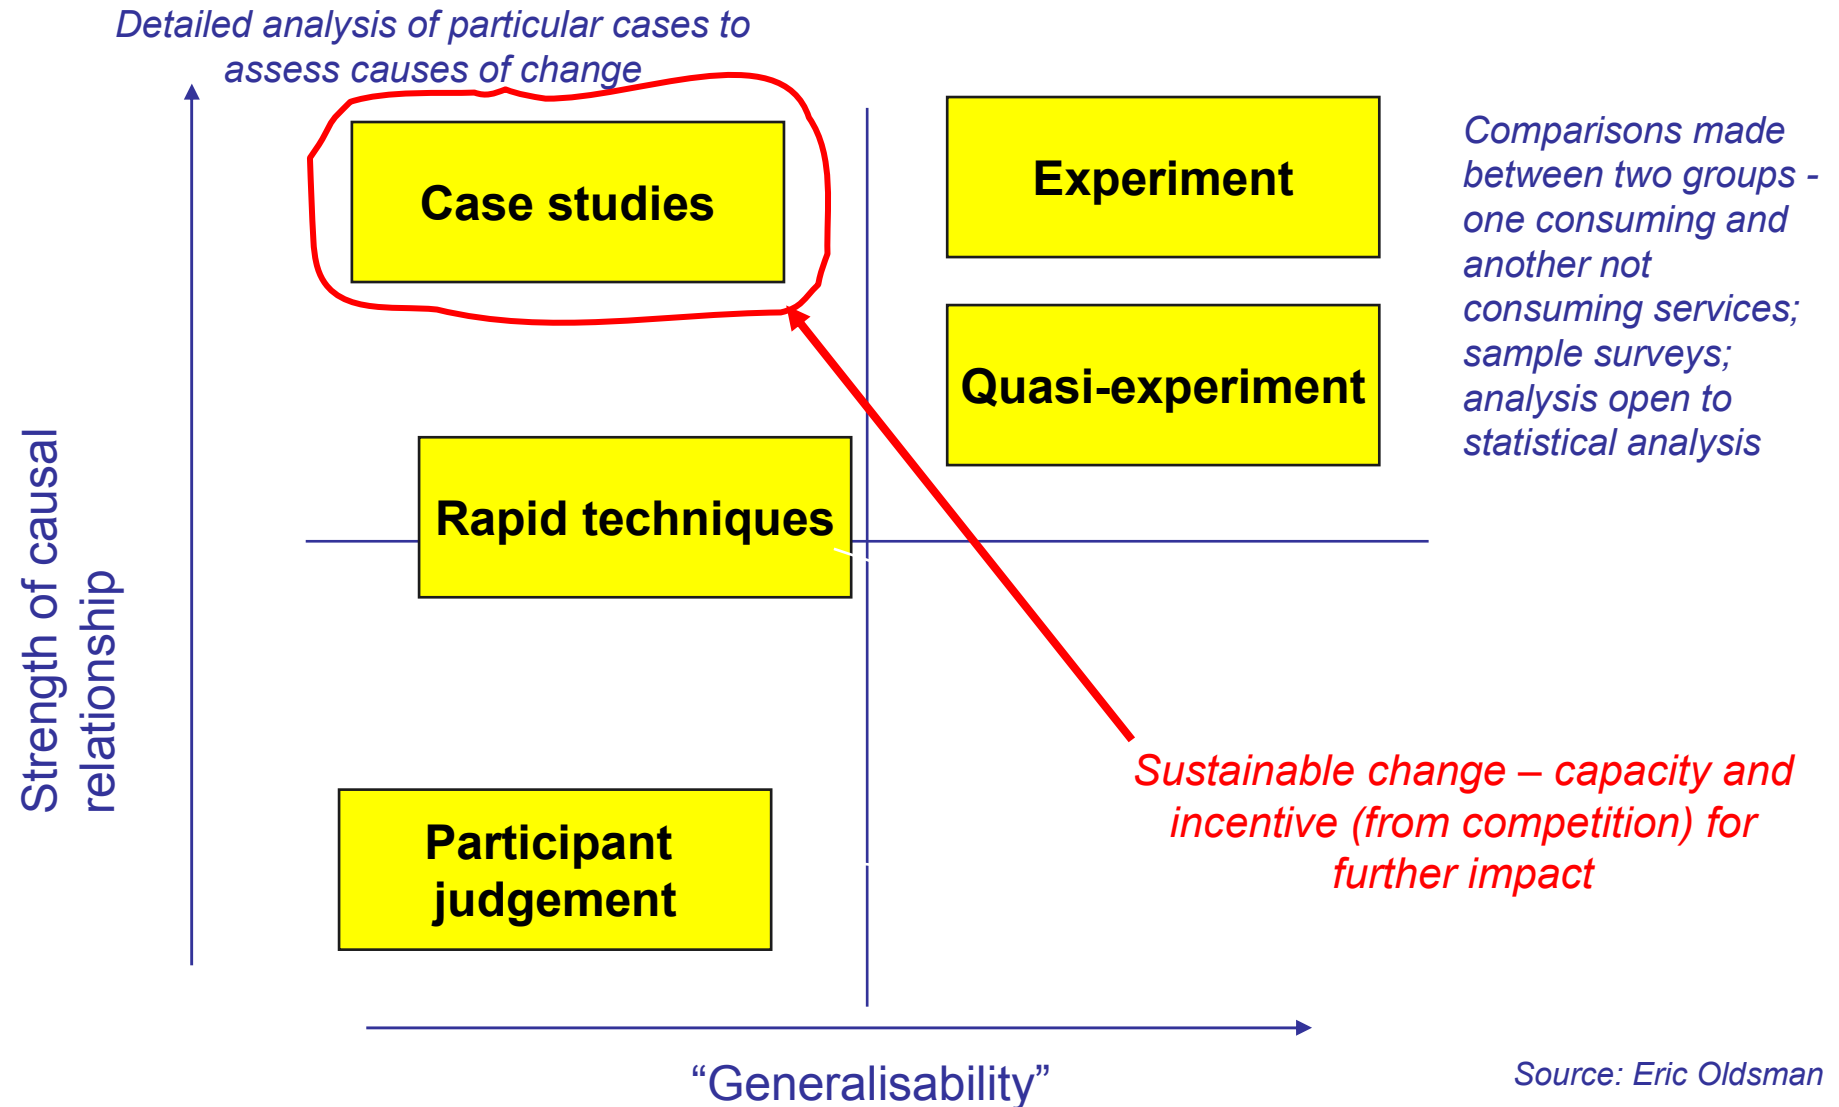 Detailed analysis of particular cases to
assess causes of change
Case studies
Experiment
Comparisons made
between two groups -
one consuming and
another not
consuming services;
sample surveys;
analysis open to
statistical analysis
Quasi-experiment
Rapid techniques
Strength of causal
relationship
Participant
judgement
Sustainable change – capacity and
incentive (from competition) for
further impact
“Generalisability”
Source: Eric Oldsman